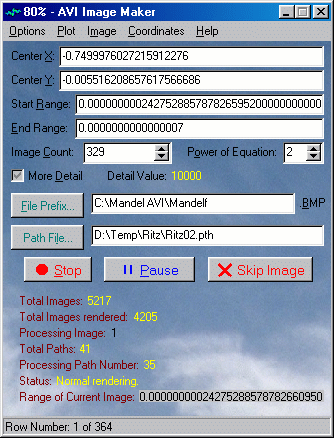 80% - AVI Image Maker
Options Plot Image Coordinates Help
Center X: -0.7499976027215912276
Center Y: -0.005516208657617566686
Start Range: 0.00000000024275288578782659520000000000
End Range: 0.0000000000000007
Image Count: 329 Power of Equation: 2
More Detail Detail Value: 10000
File Prefix... C:\Mandel AVI\Mandelf .BMP
Path File... D:\Temp\Ritz\Ritz02.pth
Stop Pause Skip Image
Total Images: 5217
Total Images rendered: 4205
Processing Image: 1
Total Paths: 41
Processing Path Number: 35
Status: Normal rendering.
Range of Current Image: 0.00000000024275288578782660950
Row Number: 1 of 364